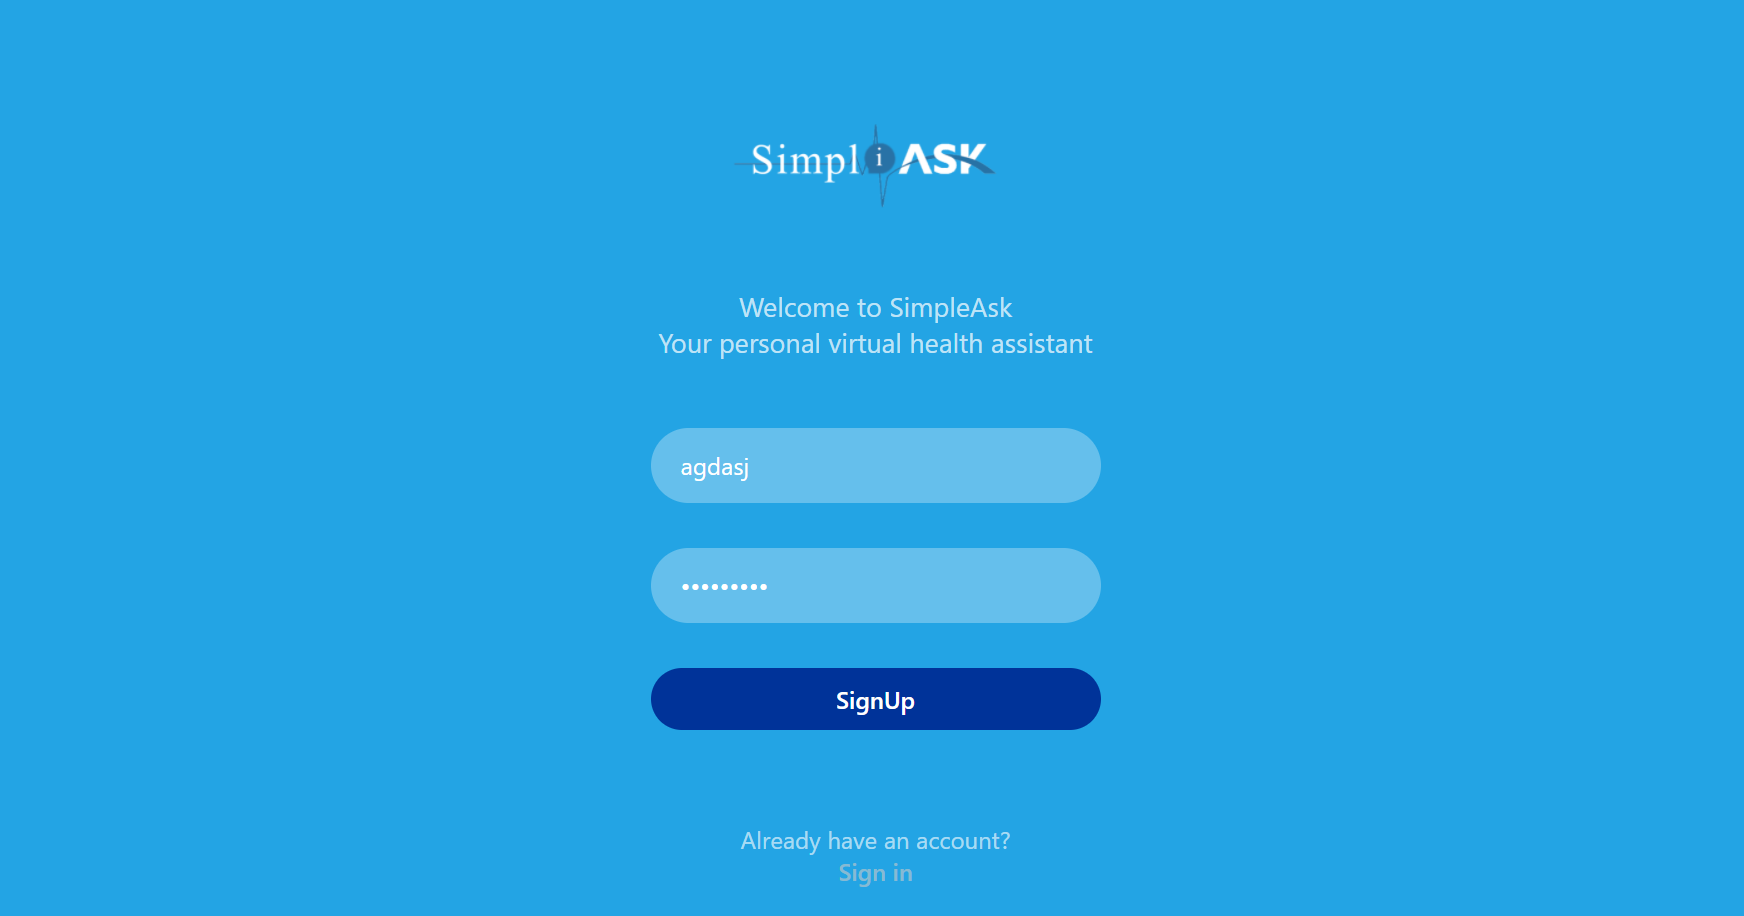 SimpliASK
Welcome to SimpleAsk
Your personal virtual health assistant
agdasj
•••••••••
SignUp
Already have an account?
Sign in